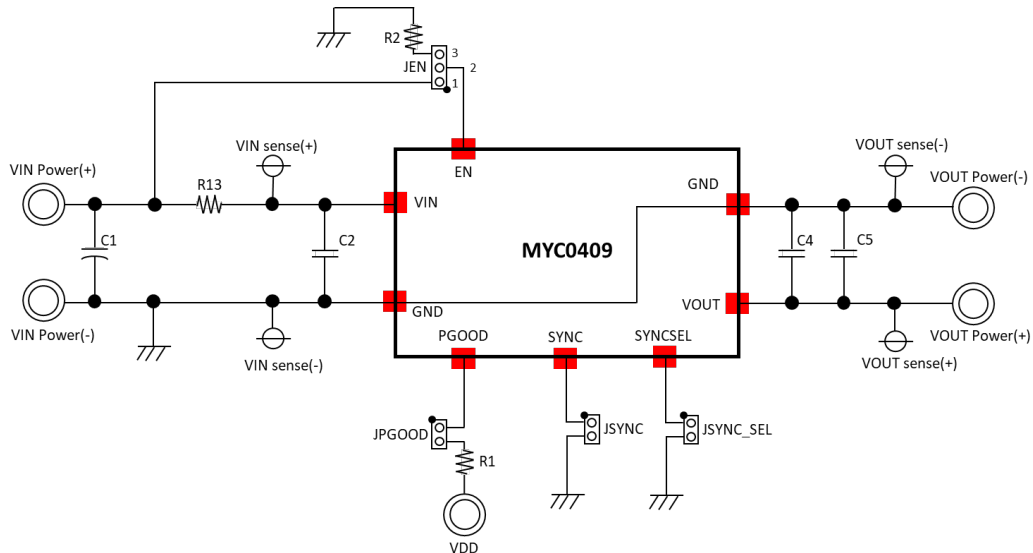 R2
3
JEN
2
1
VIN Power(+)
VIN sense(+)
R13
EN
VIN
GND
VOUT sense(-)
VOUT Power(-)
C1
C2
MYC0409
C4
C5
VIN Power(-)
GND
VOUT
VIN sense(-)
PGOOD
SYNC
SYNCSEL
VOUT Power(+)
VOUT sense(+)
JPGOOD
JSYNC
JSYNC_SEL
R1
VDD